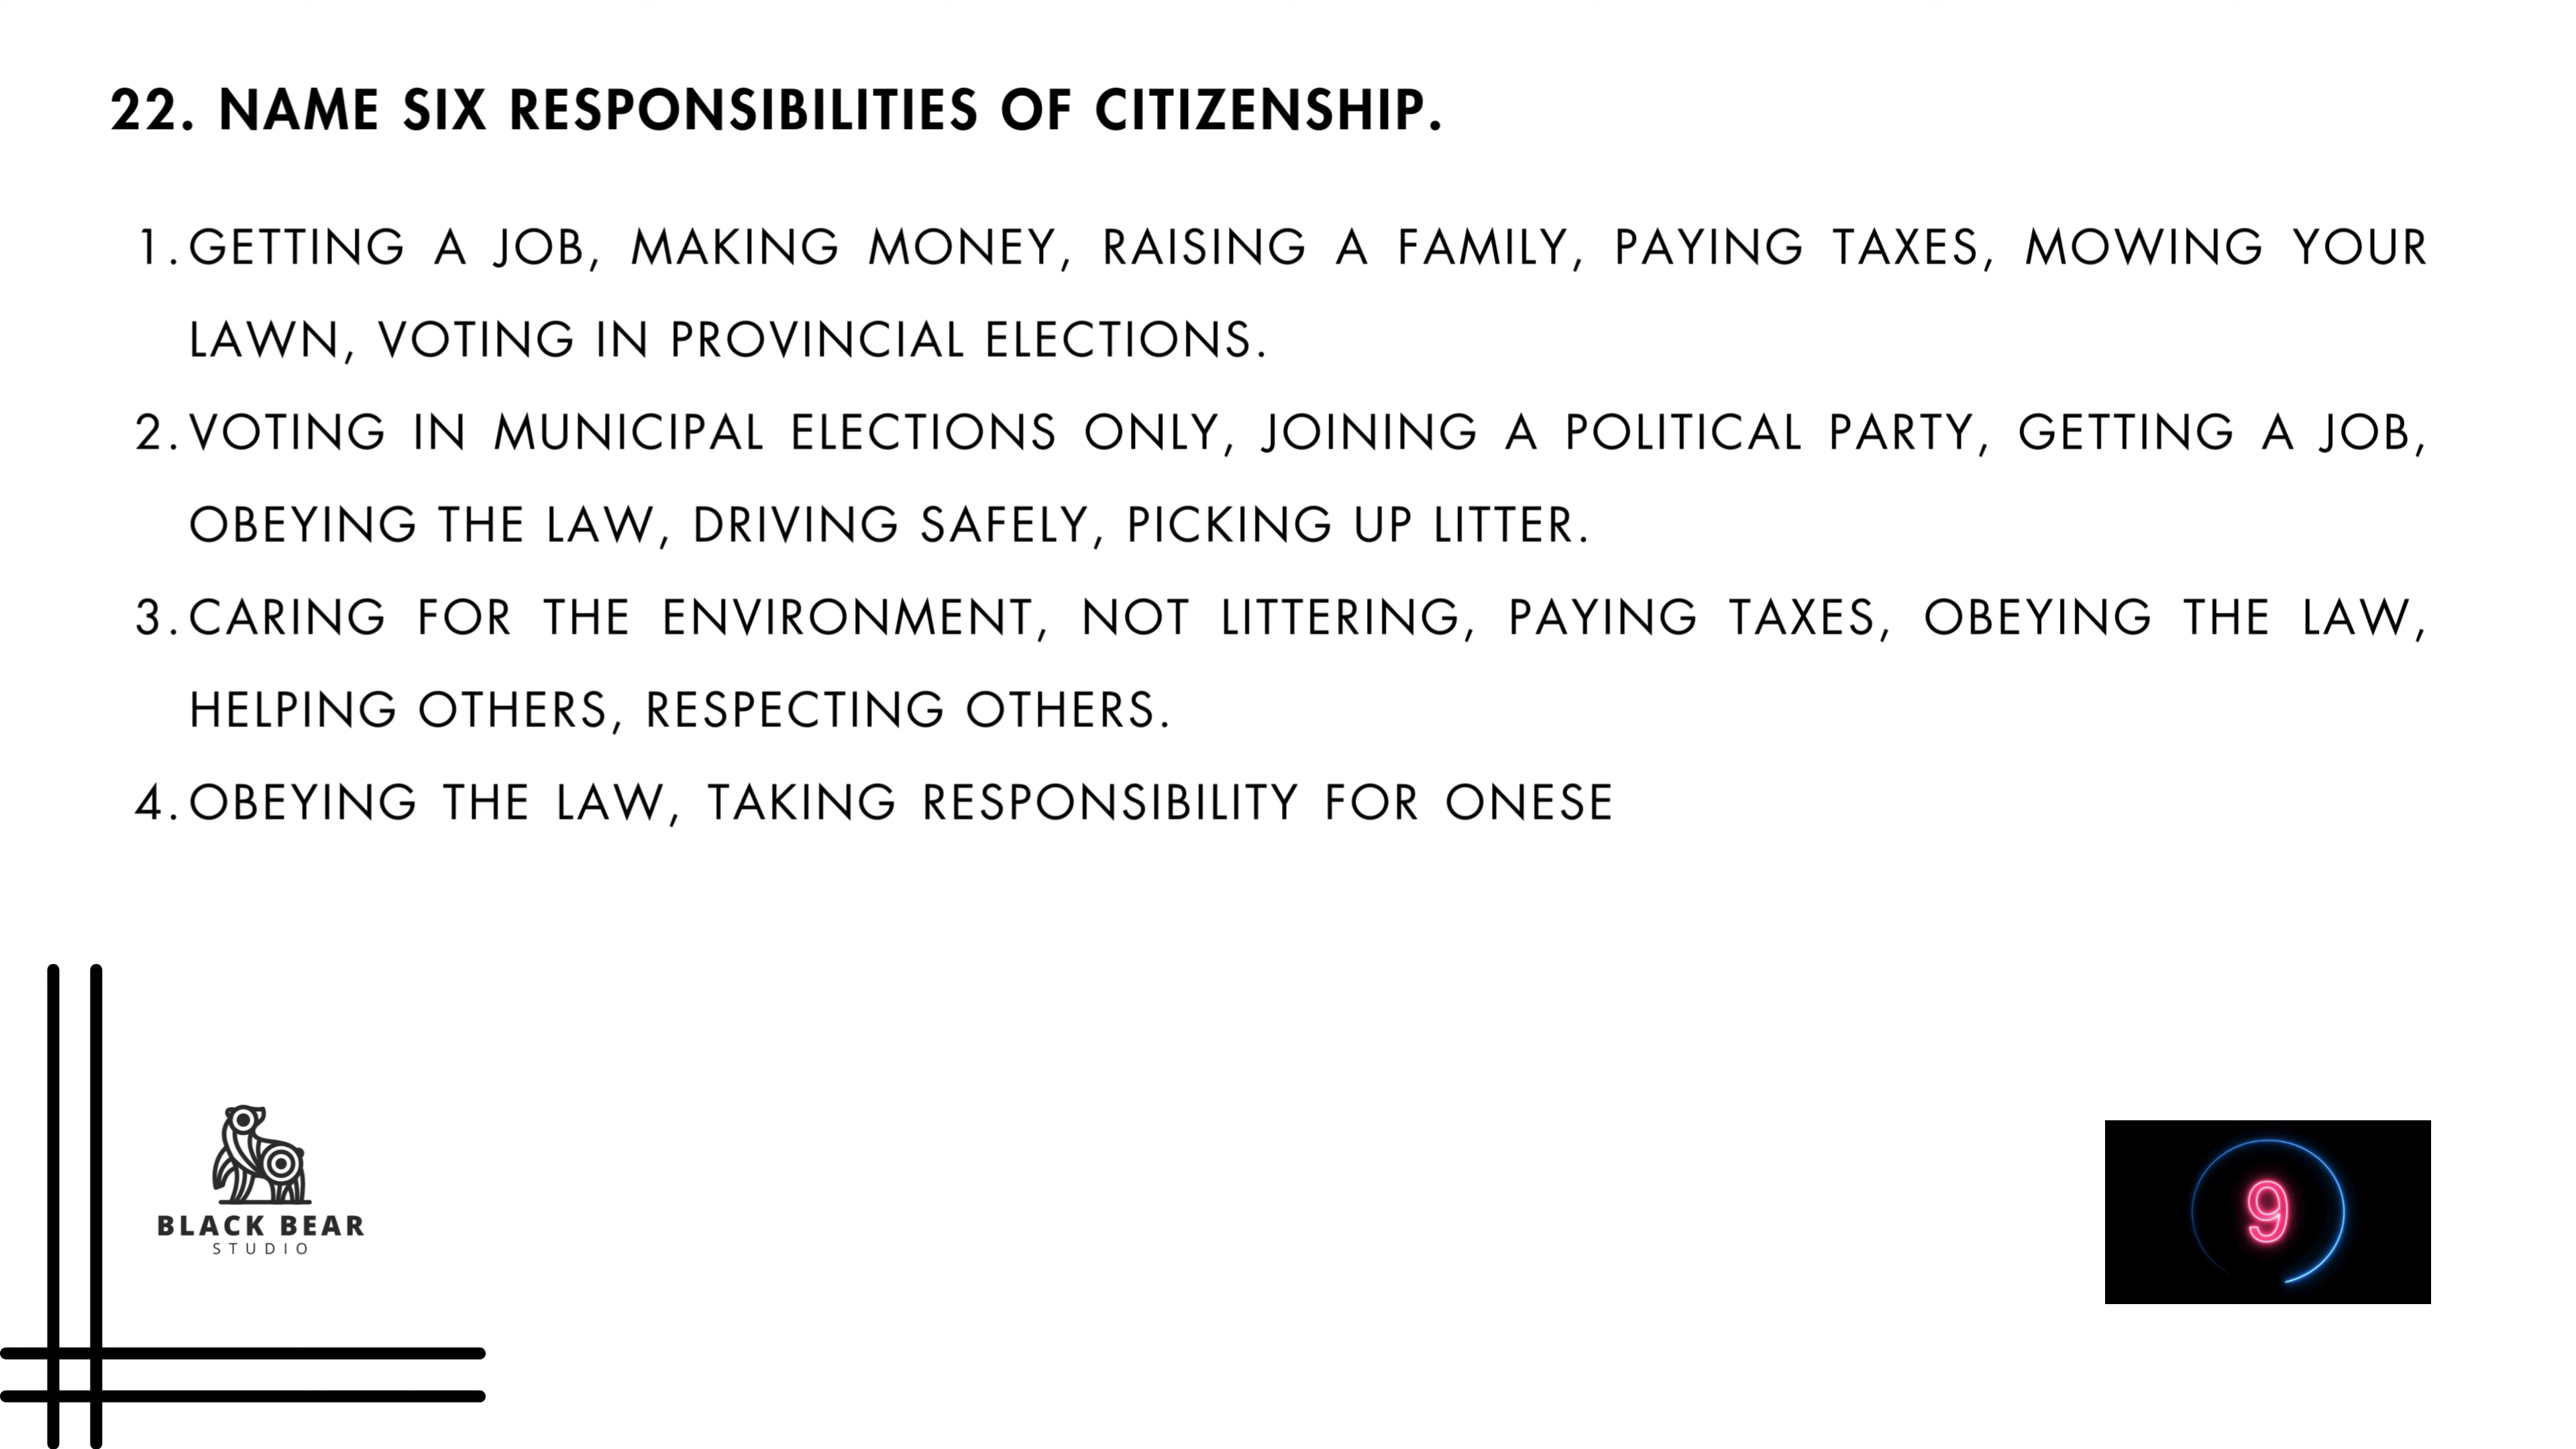 22. NAME SIX RESPONSIBILITIES OF CITIZENSHIP.
1. GETTING A JOB, MAKING MONEY, RAISING A FAMILY, PAYING TAXES, MOWING YOUR
LAWN, VOTING IN PROVINCIAL ELECTIONS.
2. VOTING IN MUNICIPAL ELECTIONS ONLY, JOINING A POLITICAL PARTY, GETTING A JOB,
OBEYING THE LAW, DRIVING SAFELY, PICKING UP LITTER.
3. CARING FOR THE ENVIRONMENT, NOT LITTERING, PAYING TAXES, OBEYING THE LAW,
HELPING OTHERS, RESPECTING OTHERS.
4. OBEYING THE LAW, TAKING RESPONSIBILITY FOR ONESE
BLACK BEAR
STUDIO
9